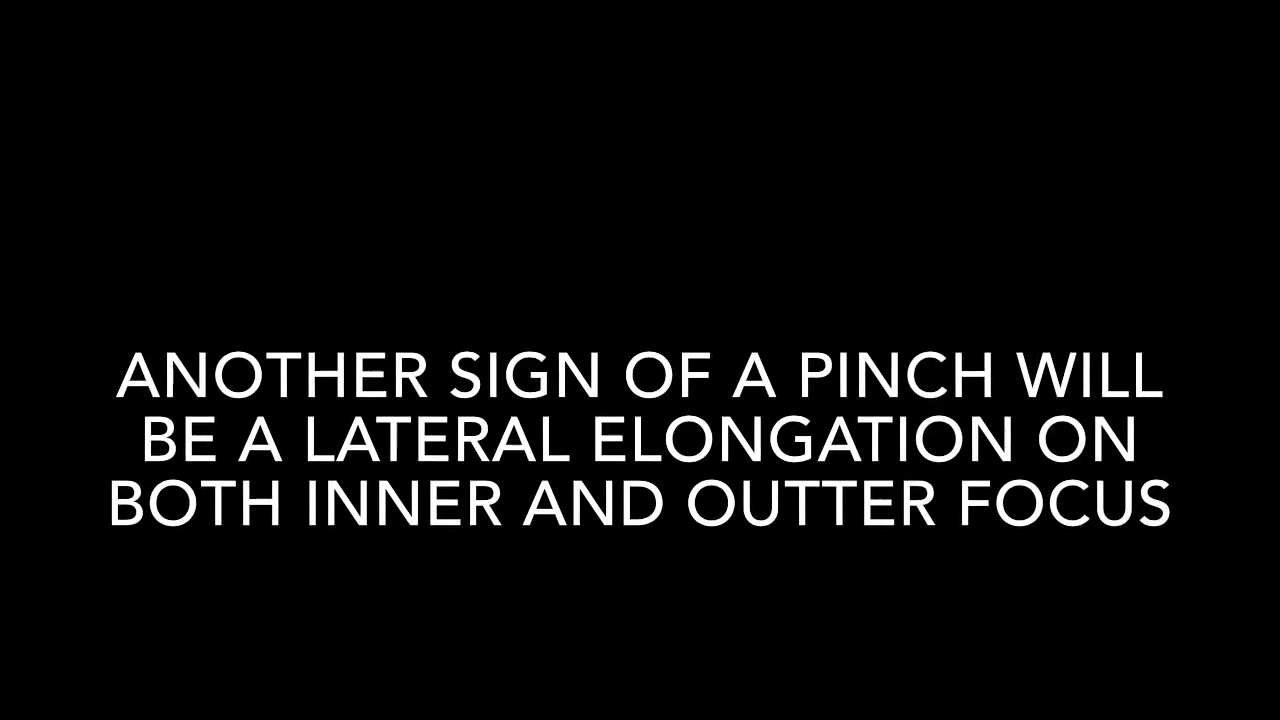 ANOTHER SIGN OF A PINCH WILL
BE A LATERAL ELONGATION ON
BOTH INNER AND OUTTER FOCUS